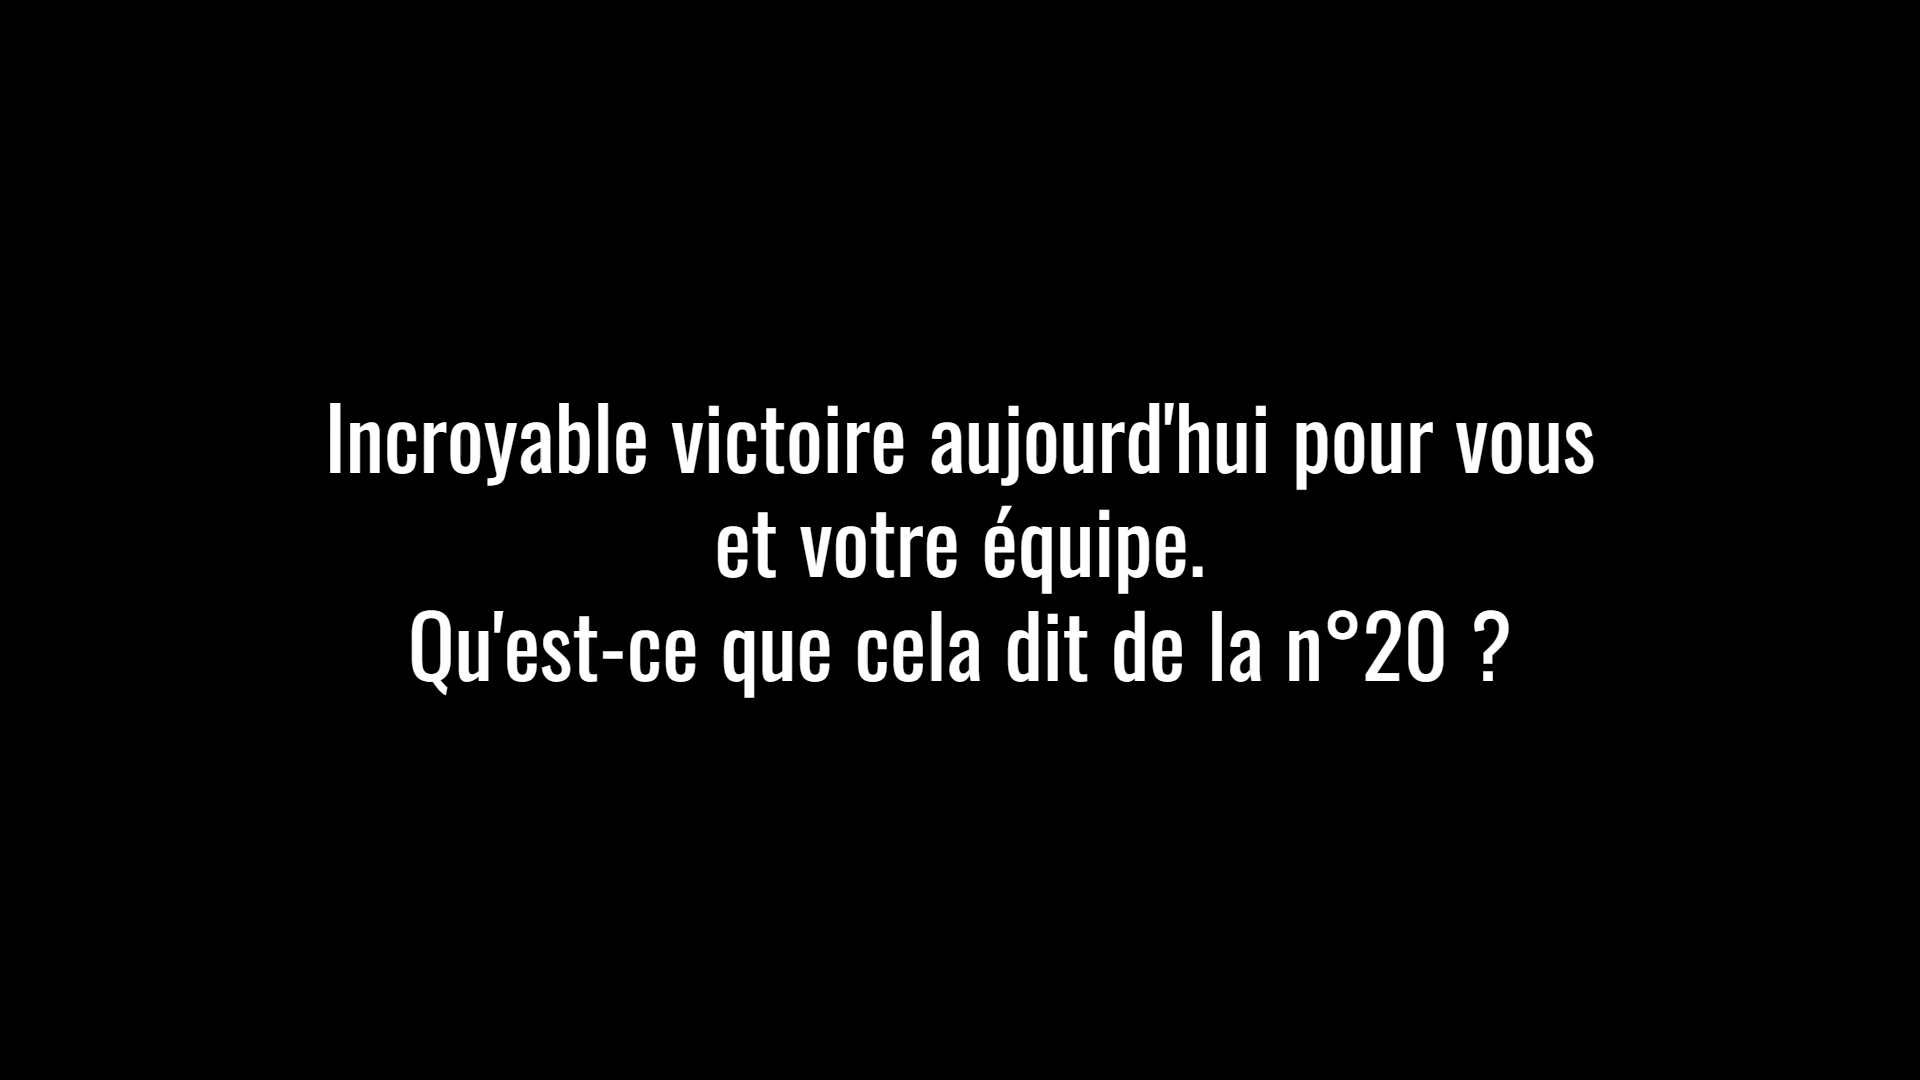 Incroyable victoire aujourd'hui pour vous
et votre équipe.
Qu'est-ce que cela dit de la n°20 ?